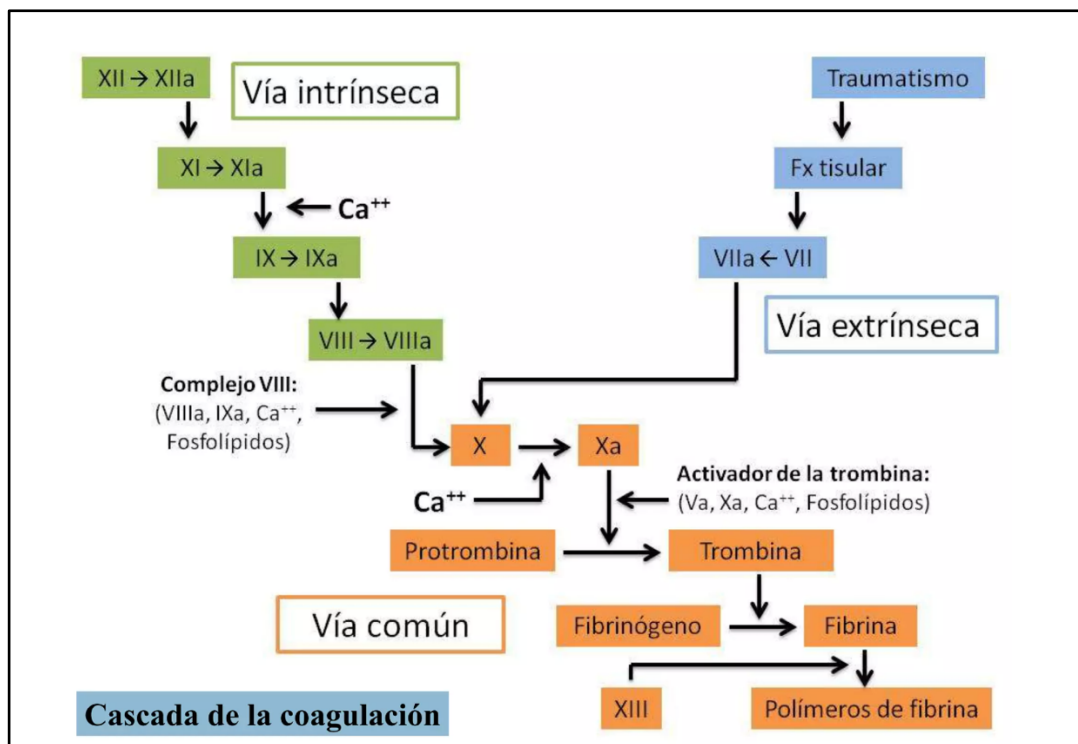 XII → XIIa
Vía intrínseca
XI → XIa
Ca⁺⁺
IX → IXa
VIII → VIIIa
Complejo VIII:
(VIIIa, IXa, Ca⁺⁺,
Fosfolípidos)
Traumatismo
Fx tisular
VIIa ← VII
Vía extrínseca
X
Xa
Ca⁺⁺
Activador de la trombina:
(Va, Xa, Ca⁺⁺, Fosfolípidos)
Protrombina
Trombina
Vía común
Fibrinógeno
Fibrina
XIII
Polímeros de fibrina
Cascada de la coagulación